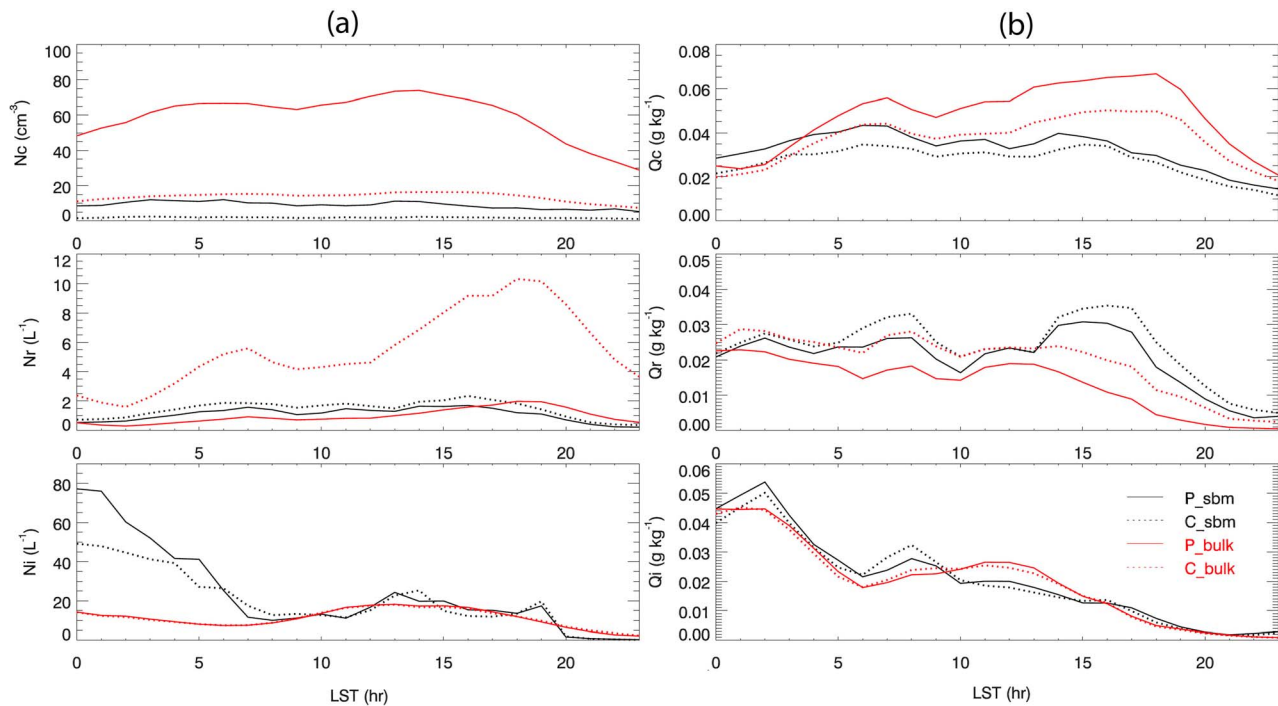 (a)
100
80
60
40
20
0
Nc (cm⁻³)
0 5 10 15 20
12
10
8
6
4
2
0
Nr (L⁻¹)
0 5 10 15 20
80
60
40
20
0
Ni (L⁻¹)
0 5 10 15 20
LST (hr)
(b)
0.08
0.06
0.04
0.02
0.00
Qc (g kg⁻¹)
0 5 10 15 20
0.05
0.04
0.03
0.02
0.01
0.00
Qr (g kg⁻¹)
0 5 10 15 20
0.06
0.05
0.04
0.03
0.02
0.01
0.00
Qi (g kg⁻¹)
P_sbm
C_sbm
P_bulk
C_bulk
0 5 10 15 20
LST (hr)